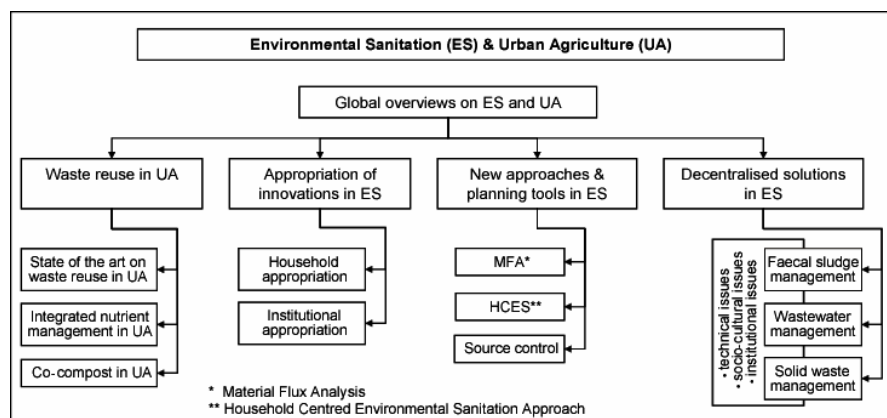 Environmental Sanitation (ES) & Urban Agriculture (UA)
Global overviews on ES and UA
Waste reuse in UA
Appropriation of
innovations in ES
New approaches &
planning tools in ES
Decentralised solutions
in ES
State of the art on
waste reuse in UA
Integrated nutrient
management in UA
Co-compost in UA
Household
appropriation
Institutional
appropriation
MFA*
HCES**
Source control
• technical issues
• socio-cultural issues
• institutional issues
Faecal sludge
management
Wastewater
management
Solid waste
management
* Material Flux Analysis
** Household Centred Environmental Sanitation Approach